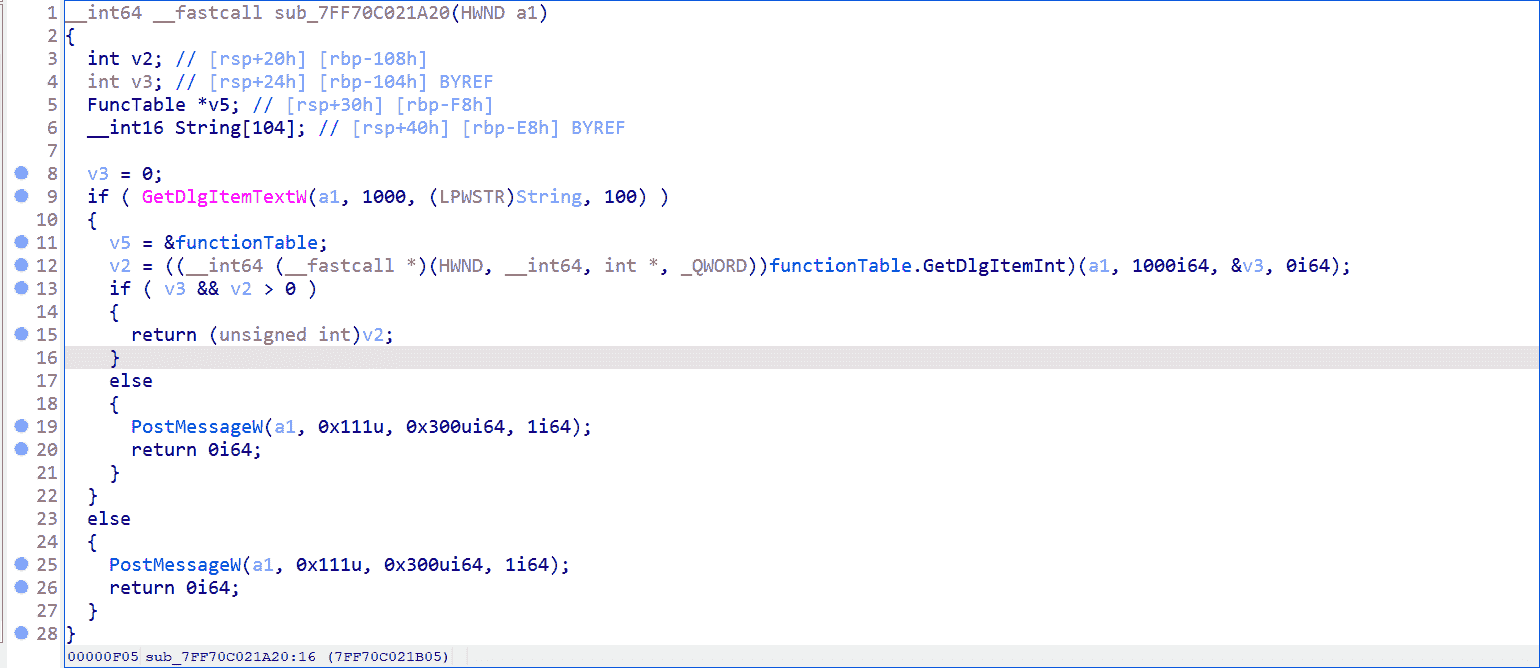 1 __int64 __fastcall sub_7FF70C021A20(HWND a1)
2 {
3   int v2; // [rsp+20h] [rbp-108h]
4   int v3; // [rsp+24h] [rbp-104h] BYREF
5   FuncTable *v5; // [rsp+30h] [rbp-F8h]
6   __int16 String[104]; // [rsp+40h] [rbp-E8h] BYREF
7
8   v3 = 0;
9   if ( GetDlgItemTextW(a1, 1000, (LPWSTR)String, 100) )
10   {
11     v5 = &functionTable;
12     v2 = ((__int64 (__fastcall *)(HWND, __int64, int *, _QWORD))functionTable.GetDlgItemInt)(a1, 1000i64, &v3, 0i64);
13     if ( v3 && v2 > 0 )
14     {
15       return (unsigned int)v2;
16     }
17     else
18     {
19       PostMessageW(a1, 0x111u, 0x300ui64, 1i64);
20       return 0i64;
21     }
22   }
23   else
24   {
25     PostMessageW(a1, 0x111u, 0x300ui64, 1i64);
26     return 0i64;
27   }
28 }
00000F05 sub_7FF70C021A20:16 (7FF70C021B05)